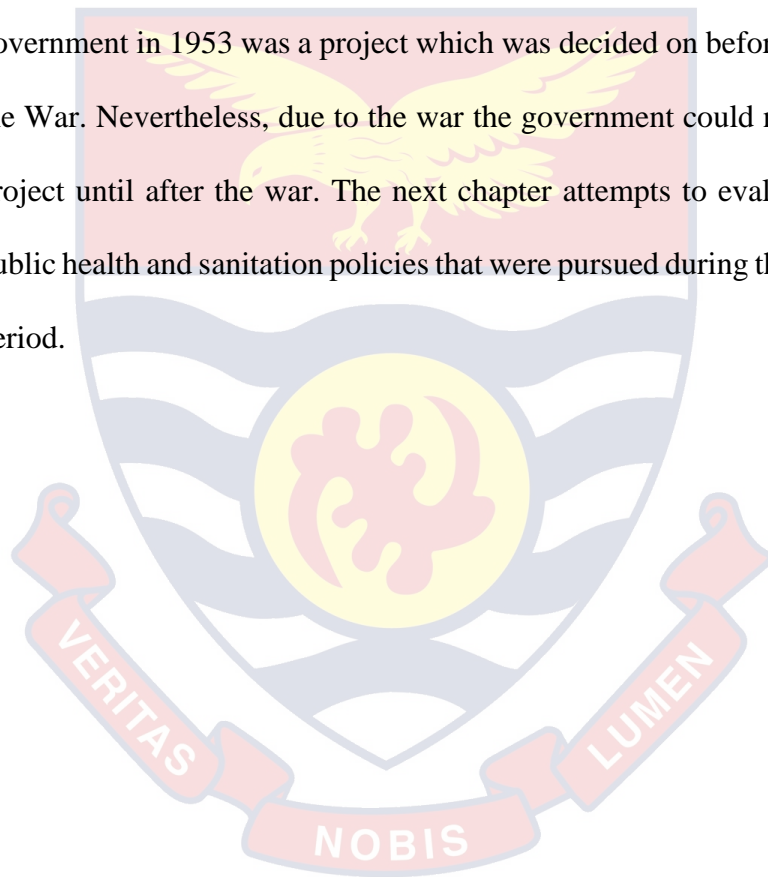 overnment in 1953 was a project which was decided on befor
e War. Nevertheless, due to the war the government could
roject until after the war. The next chapter attempts to eval
ublic health and sanitation policies that were pursued during th
eriod.
VERITAS
NOBIS
LUMEN